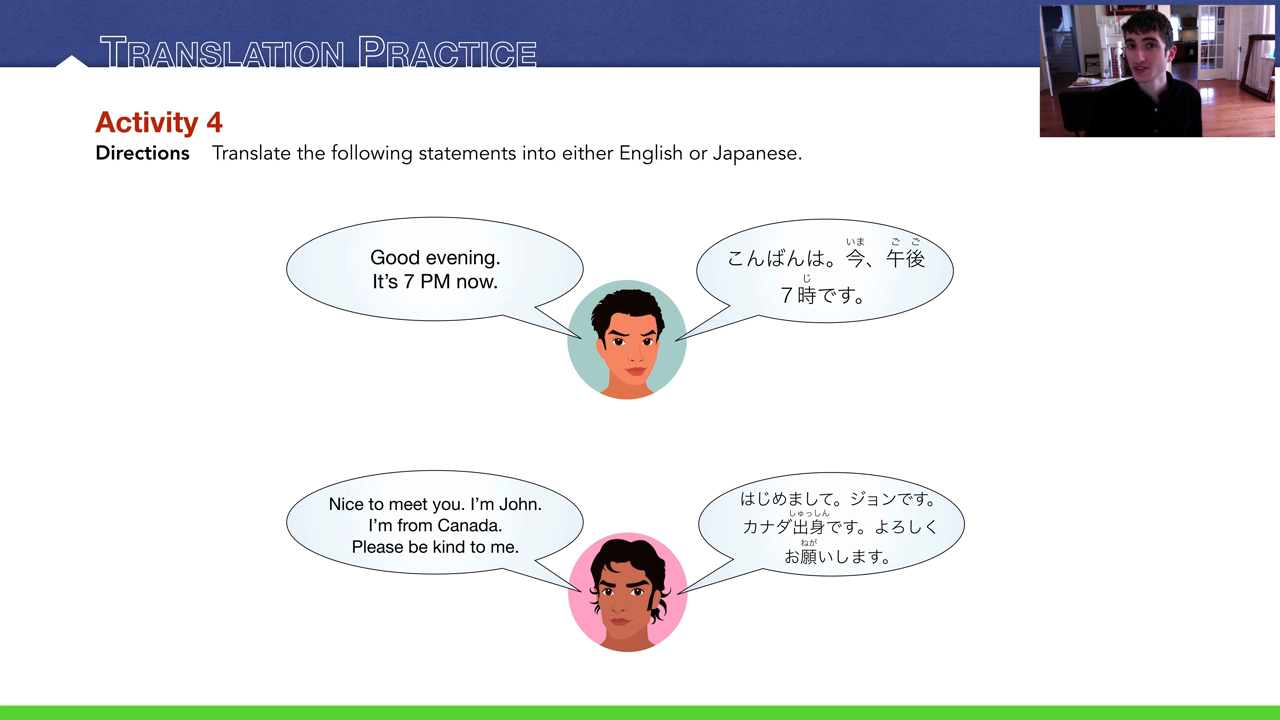 TRANSLATION PRACTICE
Activity 4
Directions Translate the following statements into either English or Japanese.
Good evening.
It's 7 PM now.
いま ご ご
こんばんは。今、午後
じ
７時です。
Nice to meet you. I'm John.
I'm from Canada.
Please be kind to me.
はじめまして。ジョンです。
しゅっしん
カナダ出身です。よろしく
ねが
お願いします。